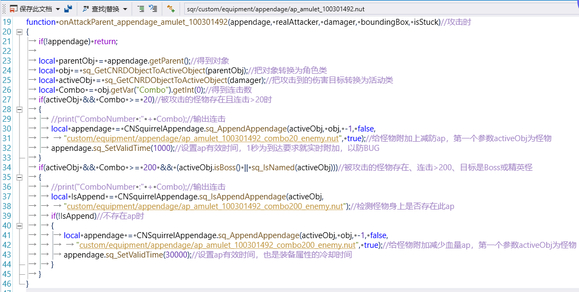 保存此文档 查找|替换 sqr/custom/equipment/appendage/ap_amulet_100301492.nut
19 function onAttackParent_appendage_amulet_100301492(appendage, realAttacker, damager, boundingBox, isStuck)//攻击时
20 {
21 if(!appendage) return;
22
23 local parentObj = appendage.getParent();//得到对象
24 local obj = sq_GetCNRDObjectToActiveObject(parentObj);//把对象转换为角色类
25 local activeObj = sq_GetCNRDObjectToActiveObject(damager);//把攻击到的伤害目标转换为活动类
26 local Combo = obj.getVar("Combo").getInt(0);//得到连击数
27 if(activeObj && Combo >= 20)//被攻击的怪物存在且连击>20时
28 {
29 //print("ComboNumber : " + Combo);//输出连击
30 local appendage = CNSquirrelAppendage.sq_AppendAppendage(activeObj, obj, -1, false,
31 "custom/equipment/appendage/ap_amulet_100301492_combo20_enemy.nut", true);//给怪物附加上减防ap，第一个参数activeObj为怪物
32 appendage.sq_SetValidTime(1000);//设置ap有效时间，1秒为到达要求就实时附加，以防BUG
33 }
34 if(activeObj && Combo >= 200 && (activeObj.isBoss() || sq_IsNamed(activeObj)))//被攻击的怪物存在，连击>200，目标是Boss或精英怪
35 {
36 //print("ComboNumber : " + Combo);//输出连击
37 local IsAppend = CNSquirrelAppendage.sq_IsAppendAppendage(activeObj,
38 "custom/equipment/appendage/ap_amulet_100301492_combo200_enemy.nut");//检测怪物身上是否存在此ap
39 if(!IsAppend)//不存在ap时
40 {
41 local appendage = CNSquirrelAppendage.sq_AppendAppendage(activeObj, obj, -1, false,
42 "custom/equipment/appendage/ap_amulet_100301492_combo200_enemy.nut", true);//给怪物附加减少血量ap，第一个参数activeObj为怪物
43 appendage.sq_SetValidTime(30000);//设置ap有效时间，也是装备属性的冷却时间
44 }
45 }
46 }